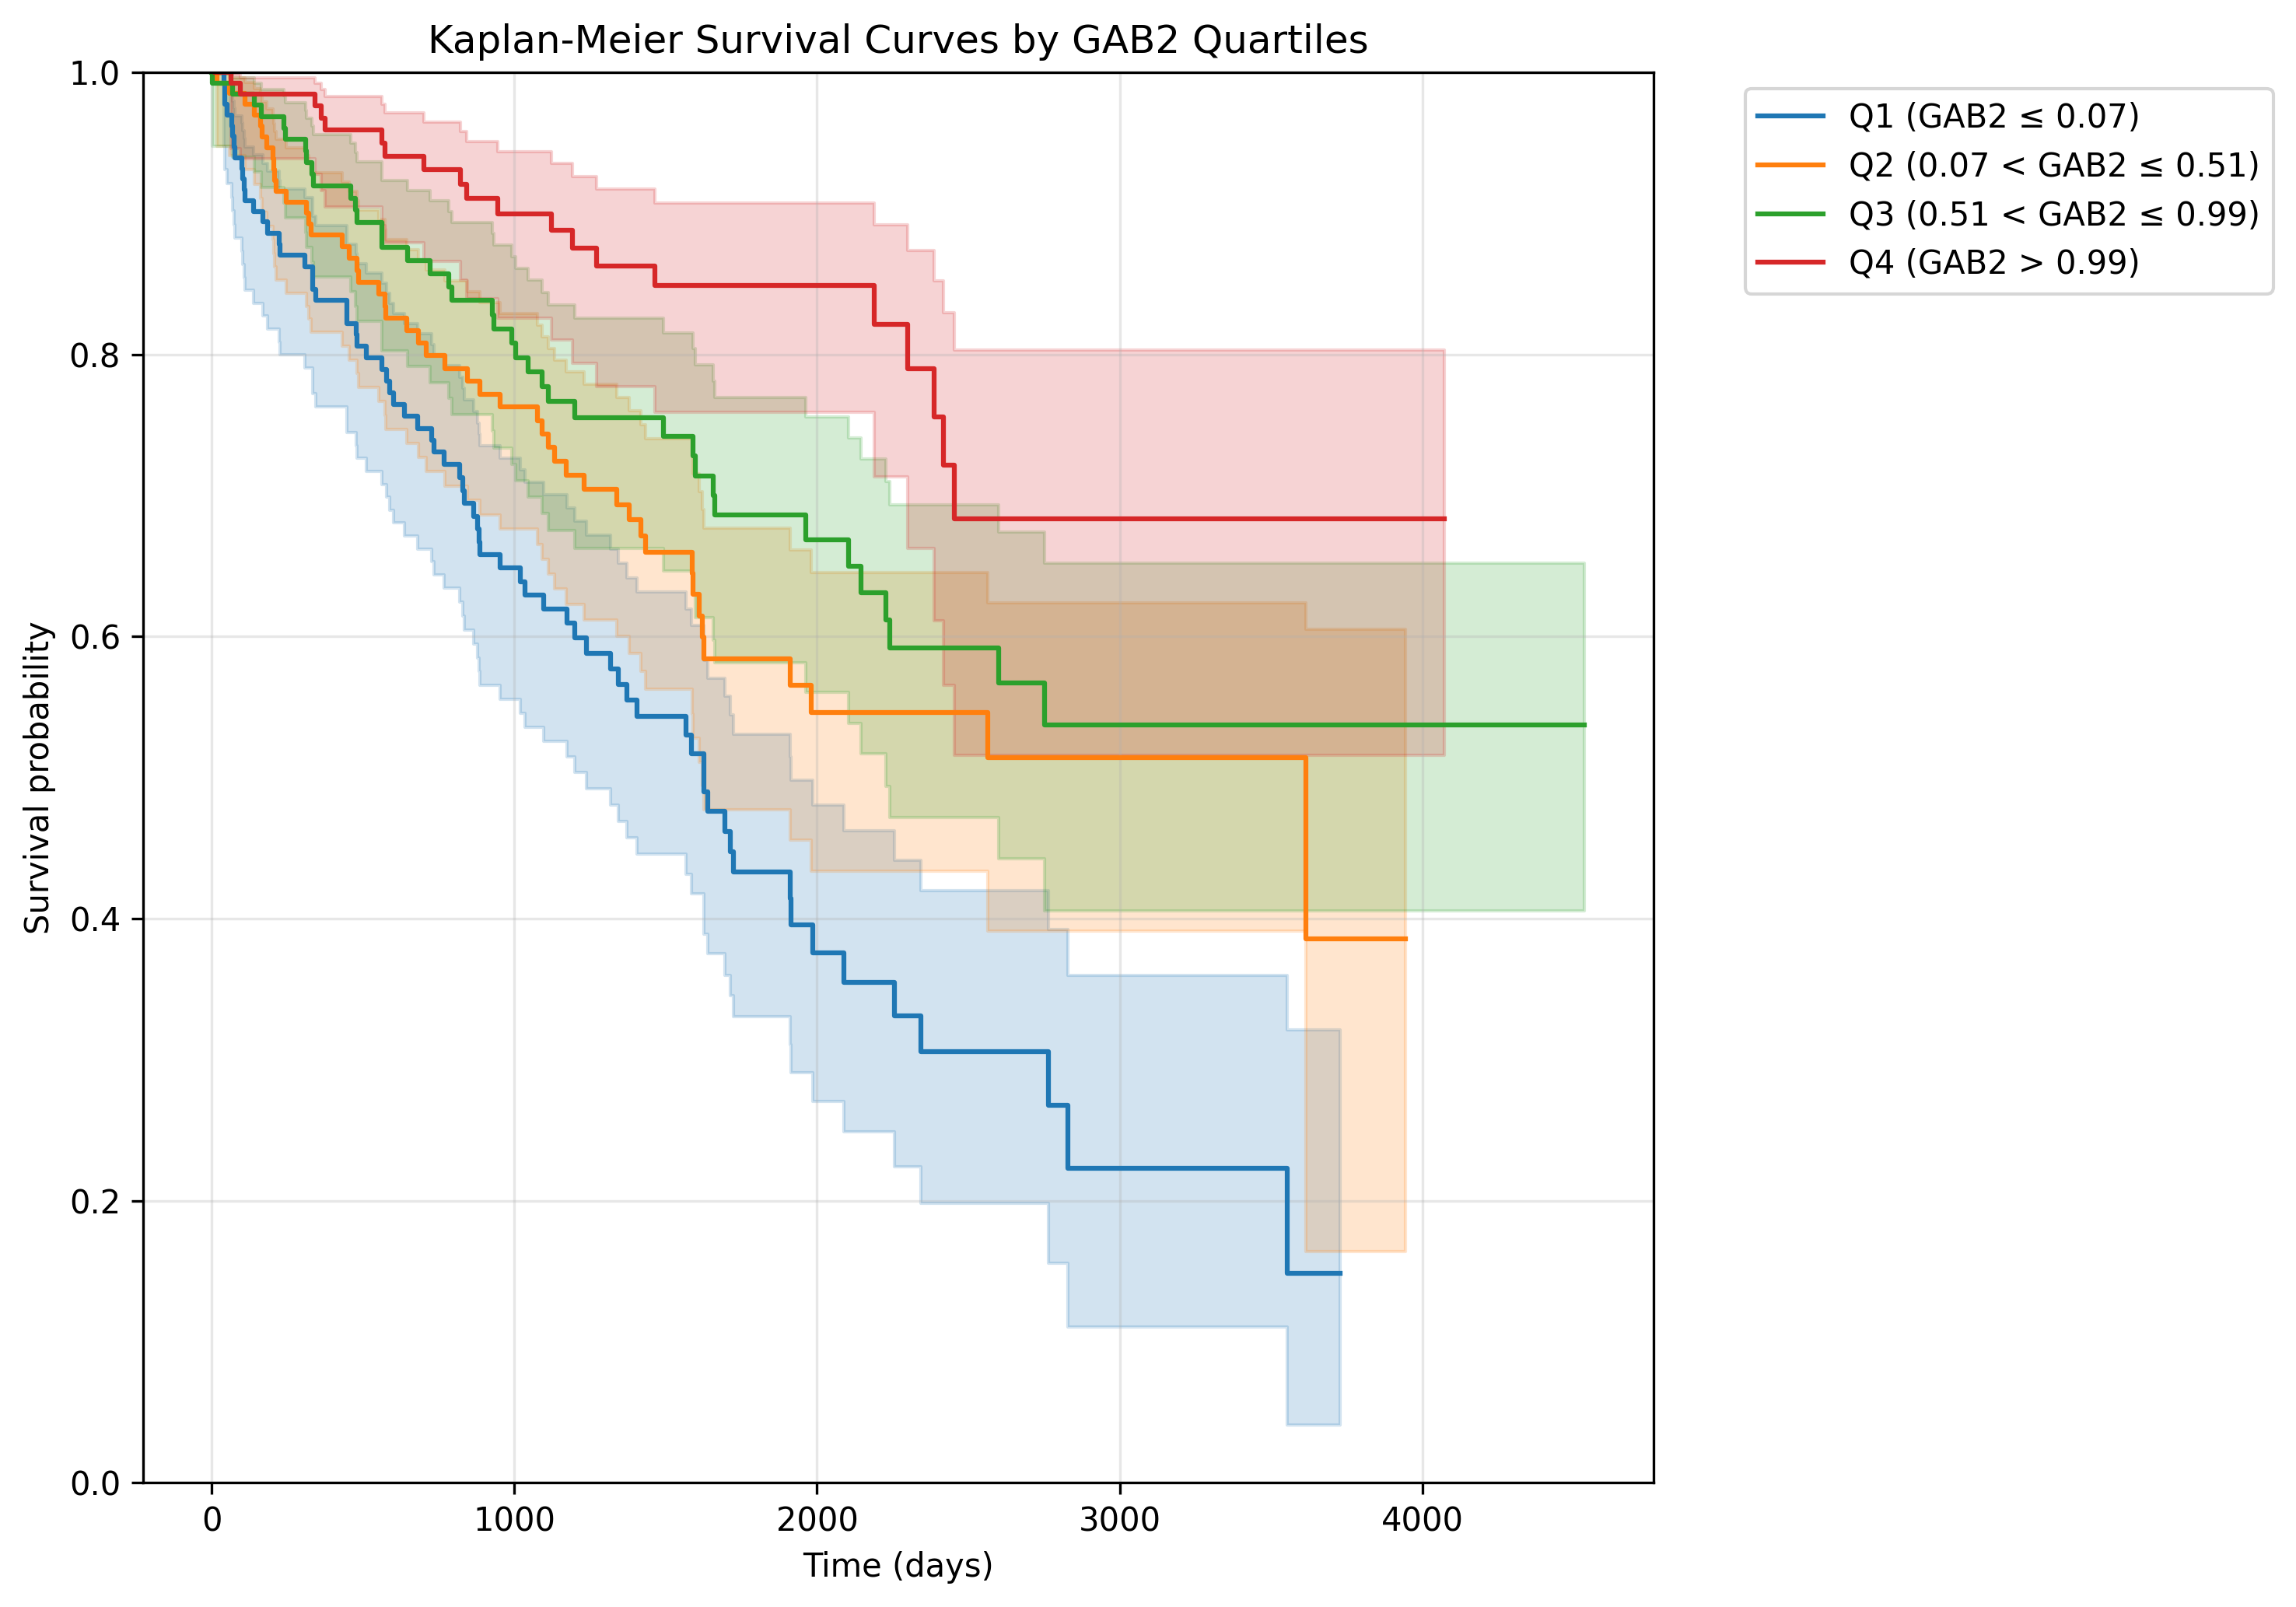 Kaplan-Meier Survival Curves by GAB2 Quartiles
Survival probability
1.0
0.8
0.6
0.4
0.2
0.0
0 1000 2000 3000 4000
Time (days)
Q1 (GAB2 ≤ 0.07)
Q2 (0.07 < GAB2 ≤ 0.51)
Q3 (0.51 < GAB2 ≤ 0.99)
Q4 (GAB2 > 0.99)